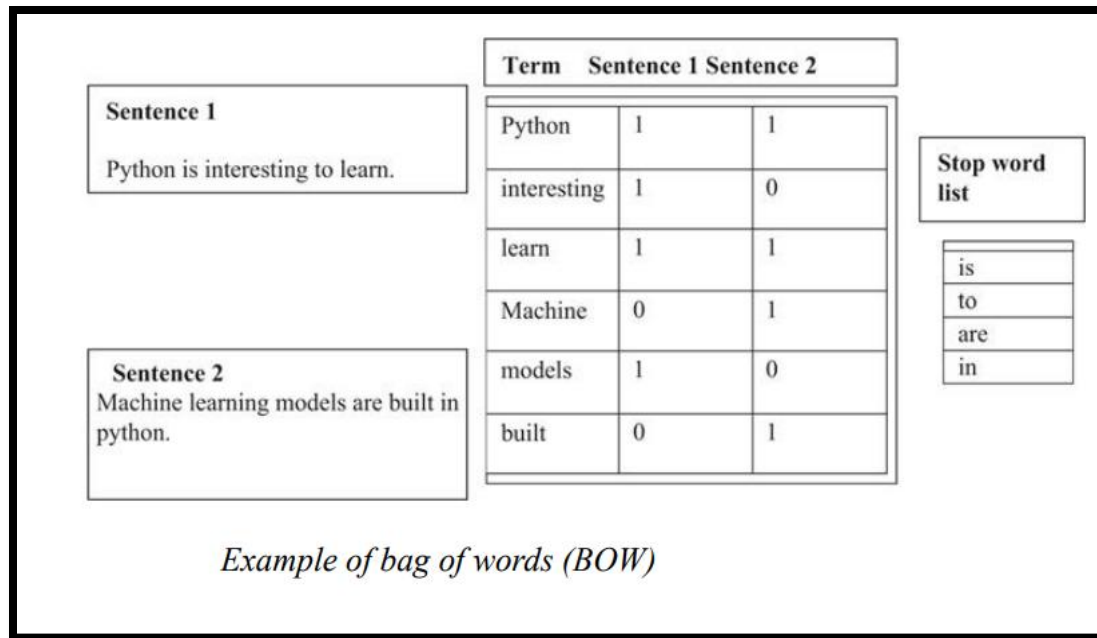 Term Sentence 1 Sentence 2
Sentence 1
Python is interesting to learn.
Python 1 1
interesting 1 0
learn 1 1
Machine 0 1
models 1 0
built 0 1
Stop word
list
is
to
are
in
Sentence 2
Machine learning models are built in
python.
Example of bag of words (BOW)